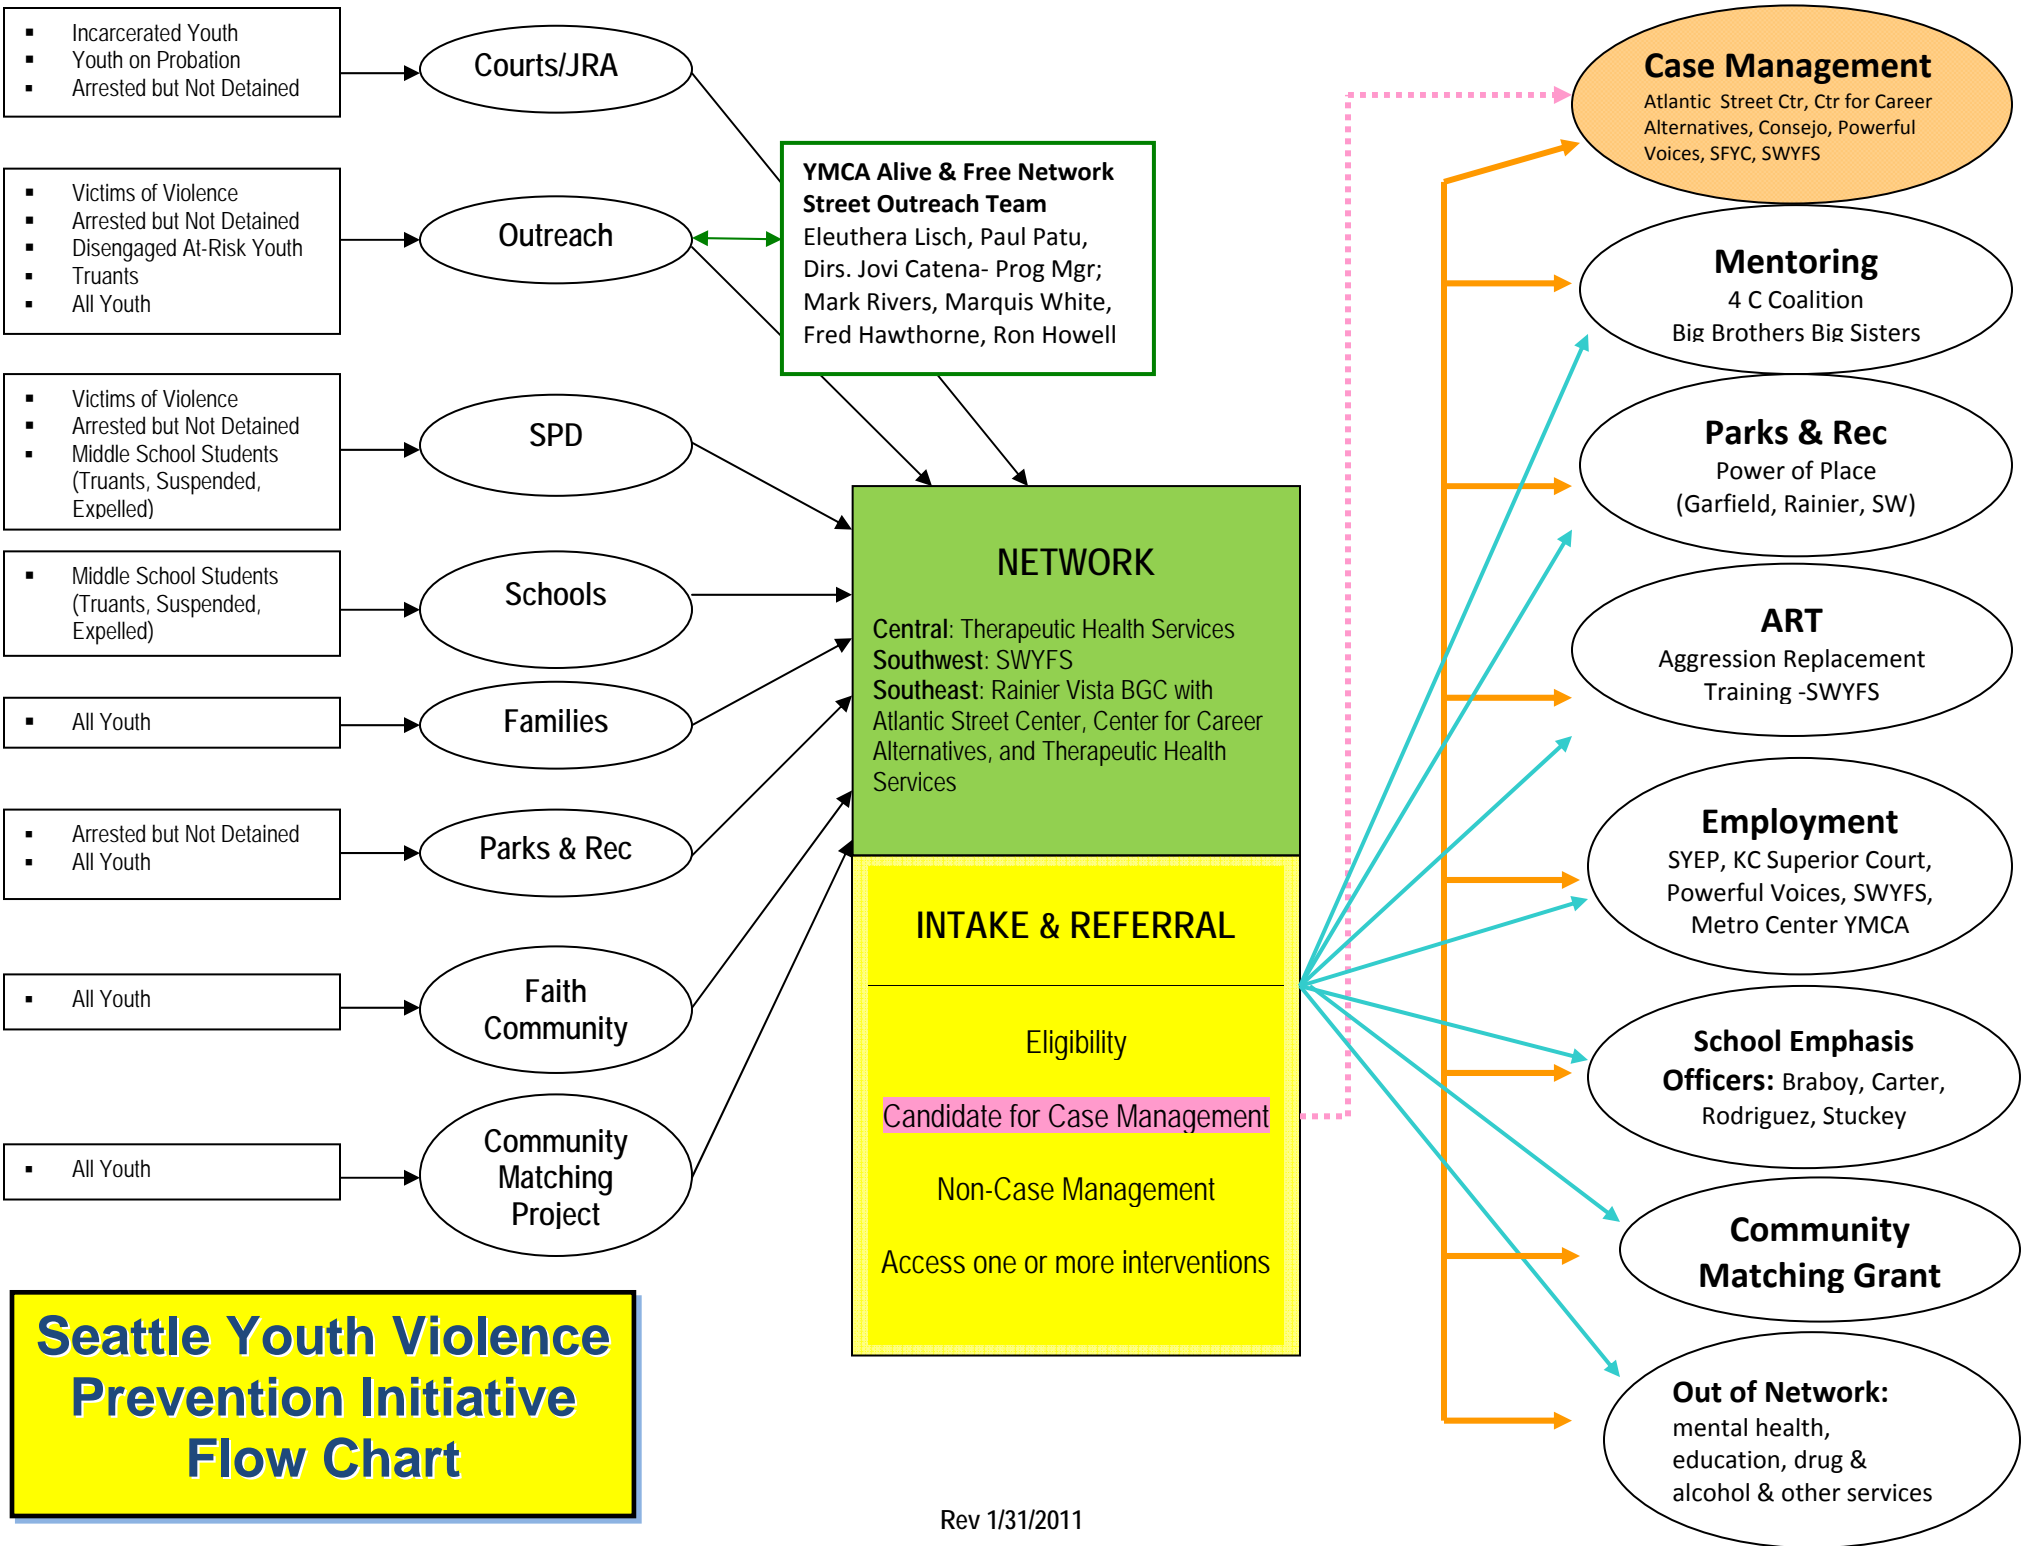 ▪ Incarcerated Youth
▪ Youth on Probation
▪ Arrested but Not Detained
Courts/JRA
▪ Victims of Violence
▪ Arrested but Not Detained
▪ Disengaged At-Risk Youth
▪ Truants
▪ All Youth
Outreach
YMCA Alive & Free Network
Street Outreach Team
Eleuthera Lisch, Paul Patu,
Dirs. Jovi Catena- Prog Mgr;
Mark Rivers, Marquis White,
Fred Hawthorne, Ron Howell
▪ Victims of Violence
▪ Arrested but Not Detained
▪ Middle School Students
(Truants, Suspended,
Expelled)
SPD
▪ Middle School Students
(Truants, Suspended,
Expelled)
Schools
▪ All Youth
Families
▪ Arrested but Not Detained
▪ All Youth
Parks & Rec
▪ All Youth
Faith
Community
▪ All Youth
Community
Matching
Project
NETWORK
Central: Therapeutic Health Services
Southwest: SWYFS
Southeast: Rainier Vista BGC with
Atlantic Street Center, Center for Career
Alternatives, and Therapeutic Health
Services
INTAKE & REFERRAL
Eligibility
Candidate for Case Management
Non-Case Management
Access one or more interventions
Case Management
Atlantic Street Ctr, Ctr for Career
Alternatives, Consejo, Powerful
Voices, SFYC, SWYFS
Mentoring
4 C Coalition
Big Brothers Big Sisters
Parks & Rec
Power of Place
(Garfield, Rainier, SW)
ART
Aggression Replacement
Training -SWYFS
Employment
SYEP, KC Superior Court,
Powerful Voices, SWYFS,
Metro Center YMCA
School Emphasis
Officers: Braboy, Carter,
Rodriguez, Stuckey
Community
Matching Grant
Out of Network:
mental health,
education, drug &
alcohol & other services
Seattle Youth Violence
Prevention Initiative
Flow Chart
Rev 1/31/2011